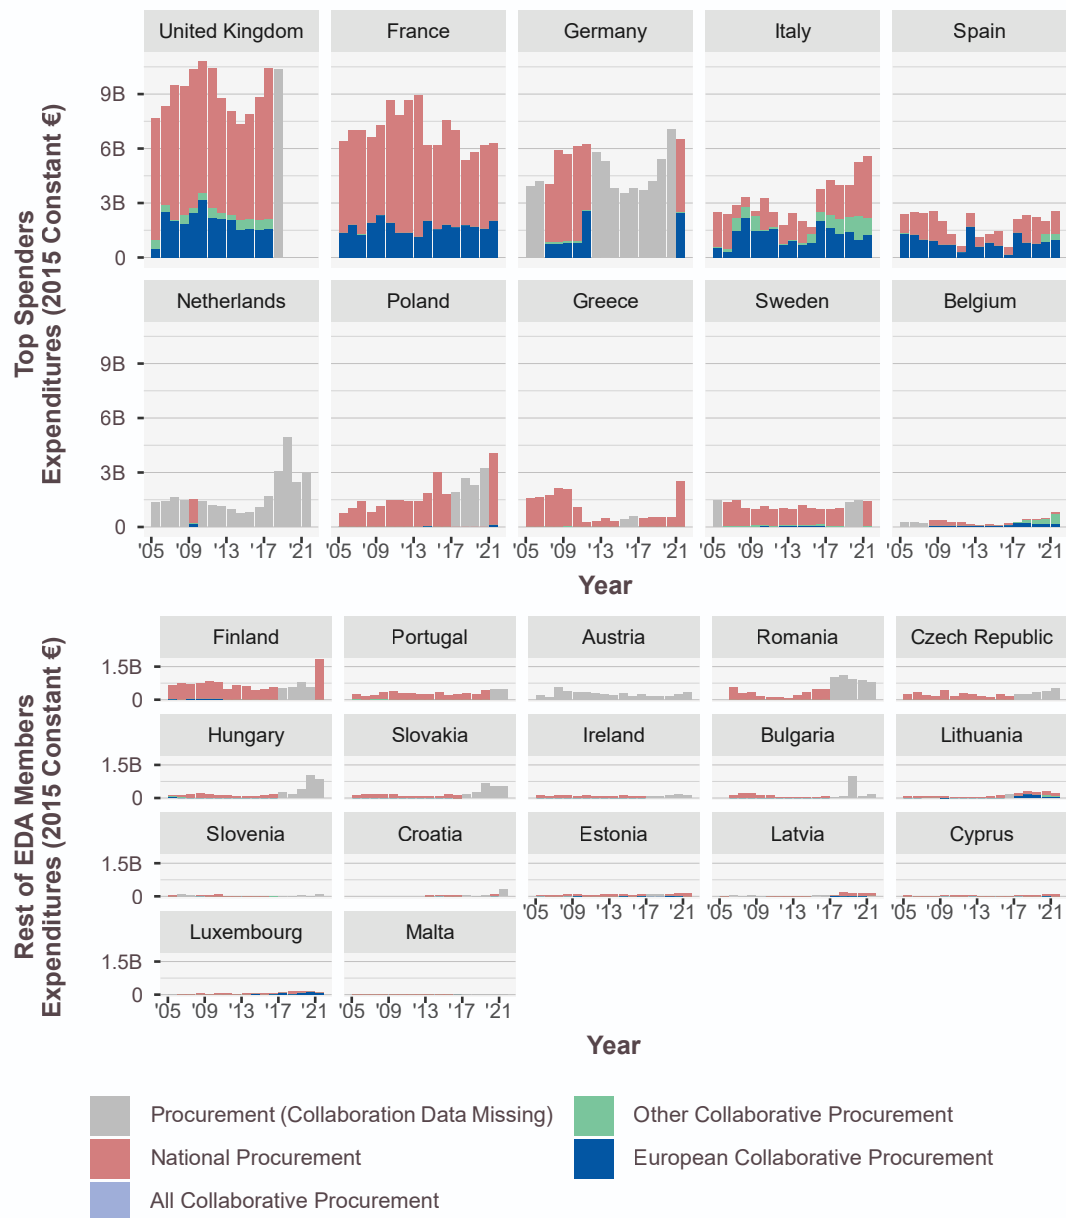 United Kingdom France Germany Italy Spain
9B
6B
3B
0
Netherlands Poland Greece Sweden Belgium
9B
6B
3B
0
'05 '09 '13 '17 '21 '05 '09 '13 '17 '21 '05 '09 '13 '17 '21 '05 '09 '13 '17 '21 '05 '09 '13 '17 '21
Year
Top Spenders
Expenditures (2015 Constant €)
Finland Portugal Austria Romania Czech Republic
1.5B
0
Hungary Slovakia Ireland Bulgaria Lithuania
1.5B
0
Slovenia Croatia Estonia Latvia Cyprus
1.5B
0
'05 '09 '13 '17 '21 '05 '09 '13 '17 '21 '05 '09 '13 '17 '21
Luxembourg Malta
1.5B
0
'05 '09 '13 '17 '21 '05 '09 '13 '17 '21
Year
Rest of EDA Members
Expenditures (2015 Constant €)
Procurement (Collaboration Data Missing) Other Collaborative Procurement
National Procurement European Collaborative Procurement
All Collaborative Procurement